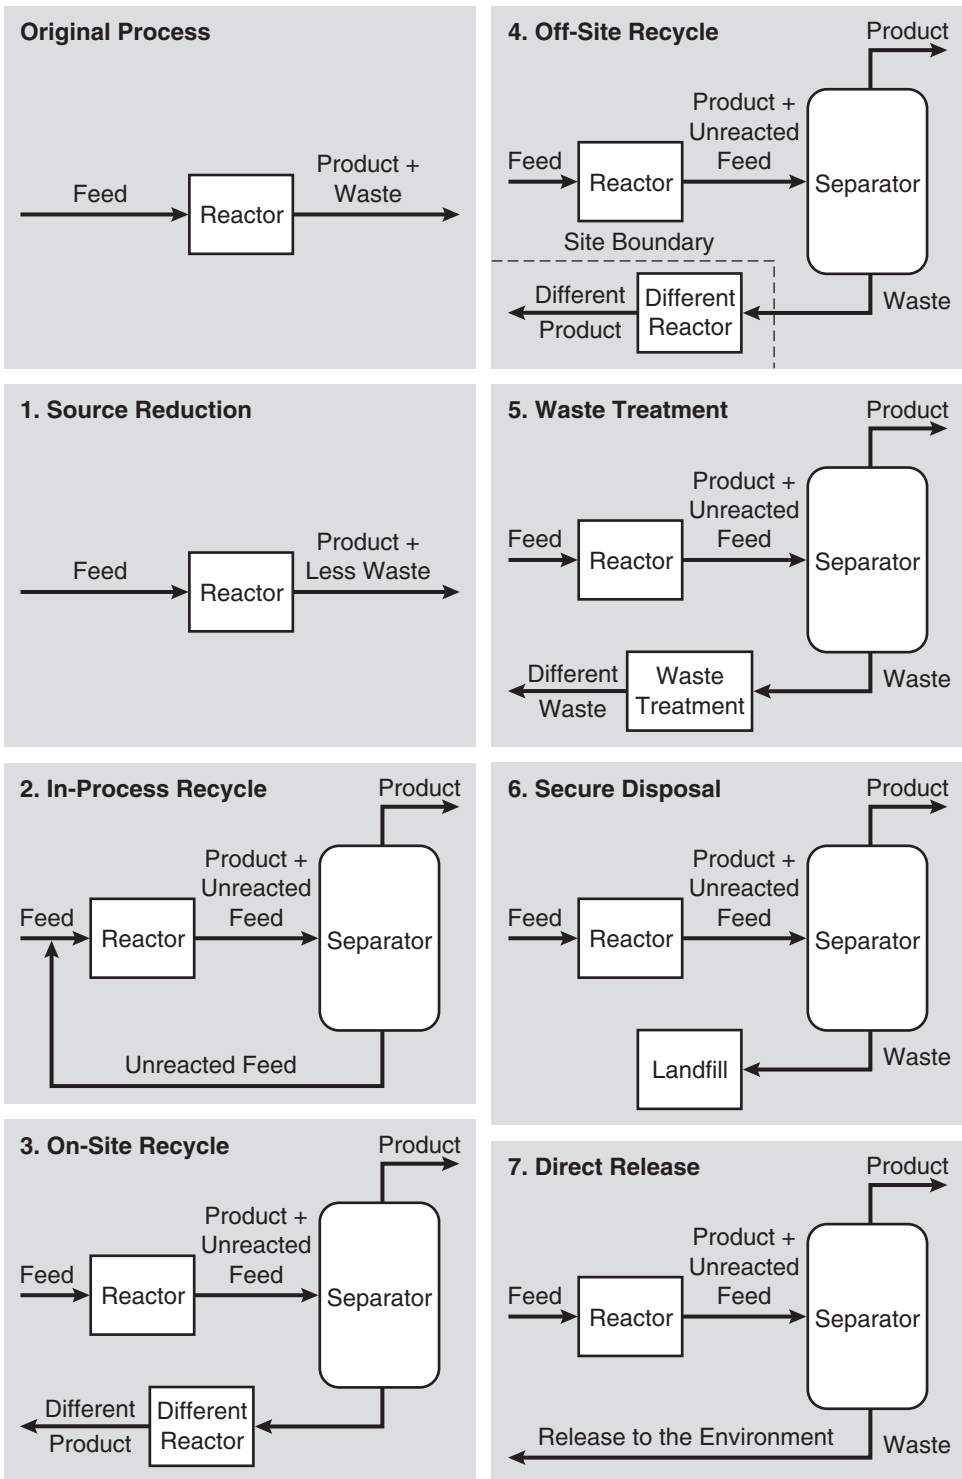 Original Process
Feed
Reactor
Product +
Waste
1. Source Reduction
Feed
Reactor
Product +
Less Waste
2. In-Process Recycle
Product
Product +
Unreacted
Feed
Feed
Reactor
Separator
Unreacted Feed
3. On-Site Recycle
Product
Product +
Unreacted
Feed
Feed
Reactor
Separator
Different
Product
Different
Reactor
4. Off-Site Recycle
Product
Product +
Unreacted
Feed
Feed
Reactor
Separator
Site Boundary
Different
Product
Different
Reactor
Waste
5. Waste Treatment
Product
Product +
Unreacted
Feed
Feed
Reactor
Separator
Different
Waste
Waste
Treatment
Waste
6. Secure Disposal
Product
Product +
Unreacted
Feed
Feed
Reactor
Separator
Landfill
Waste
7. Direct Release
Product
Product +
Unreacted
Feed
Feed
Reactor
Separator
Release to the Environment
Waste